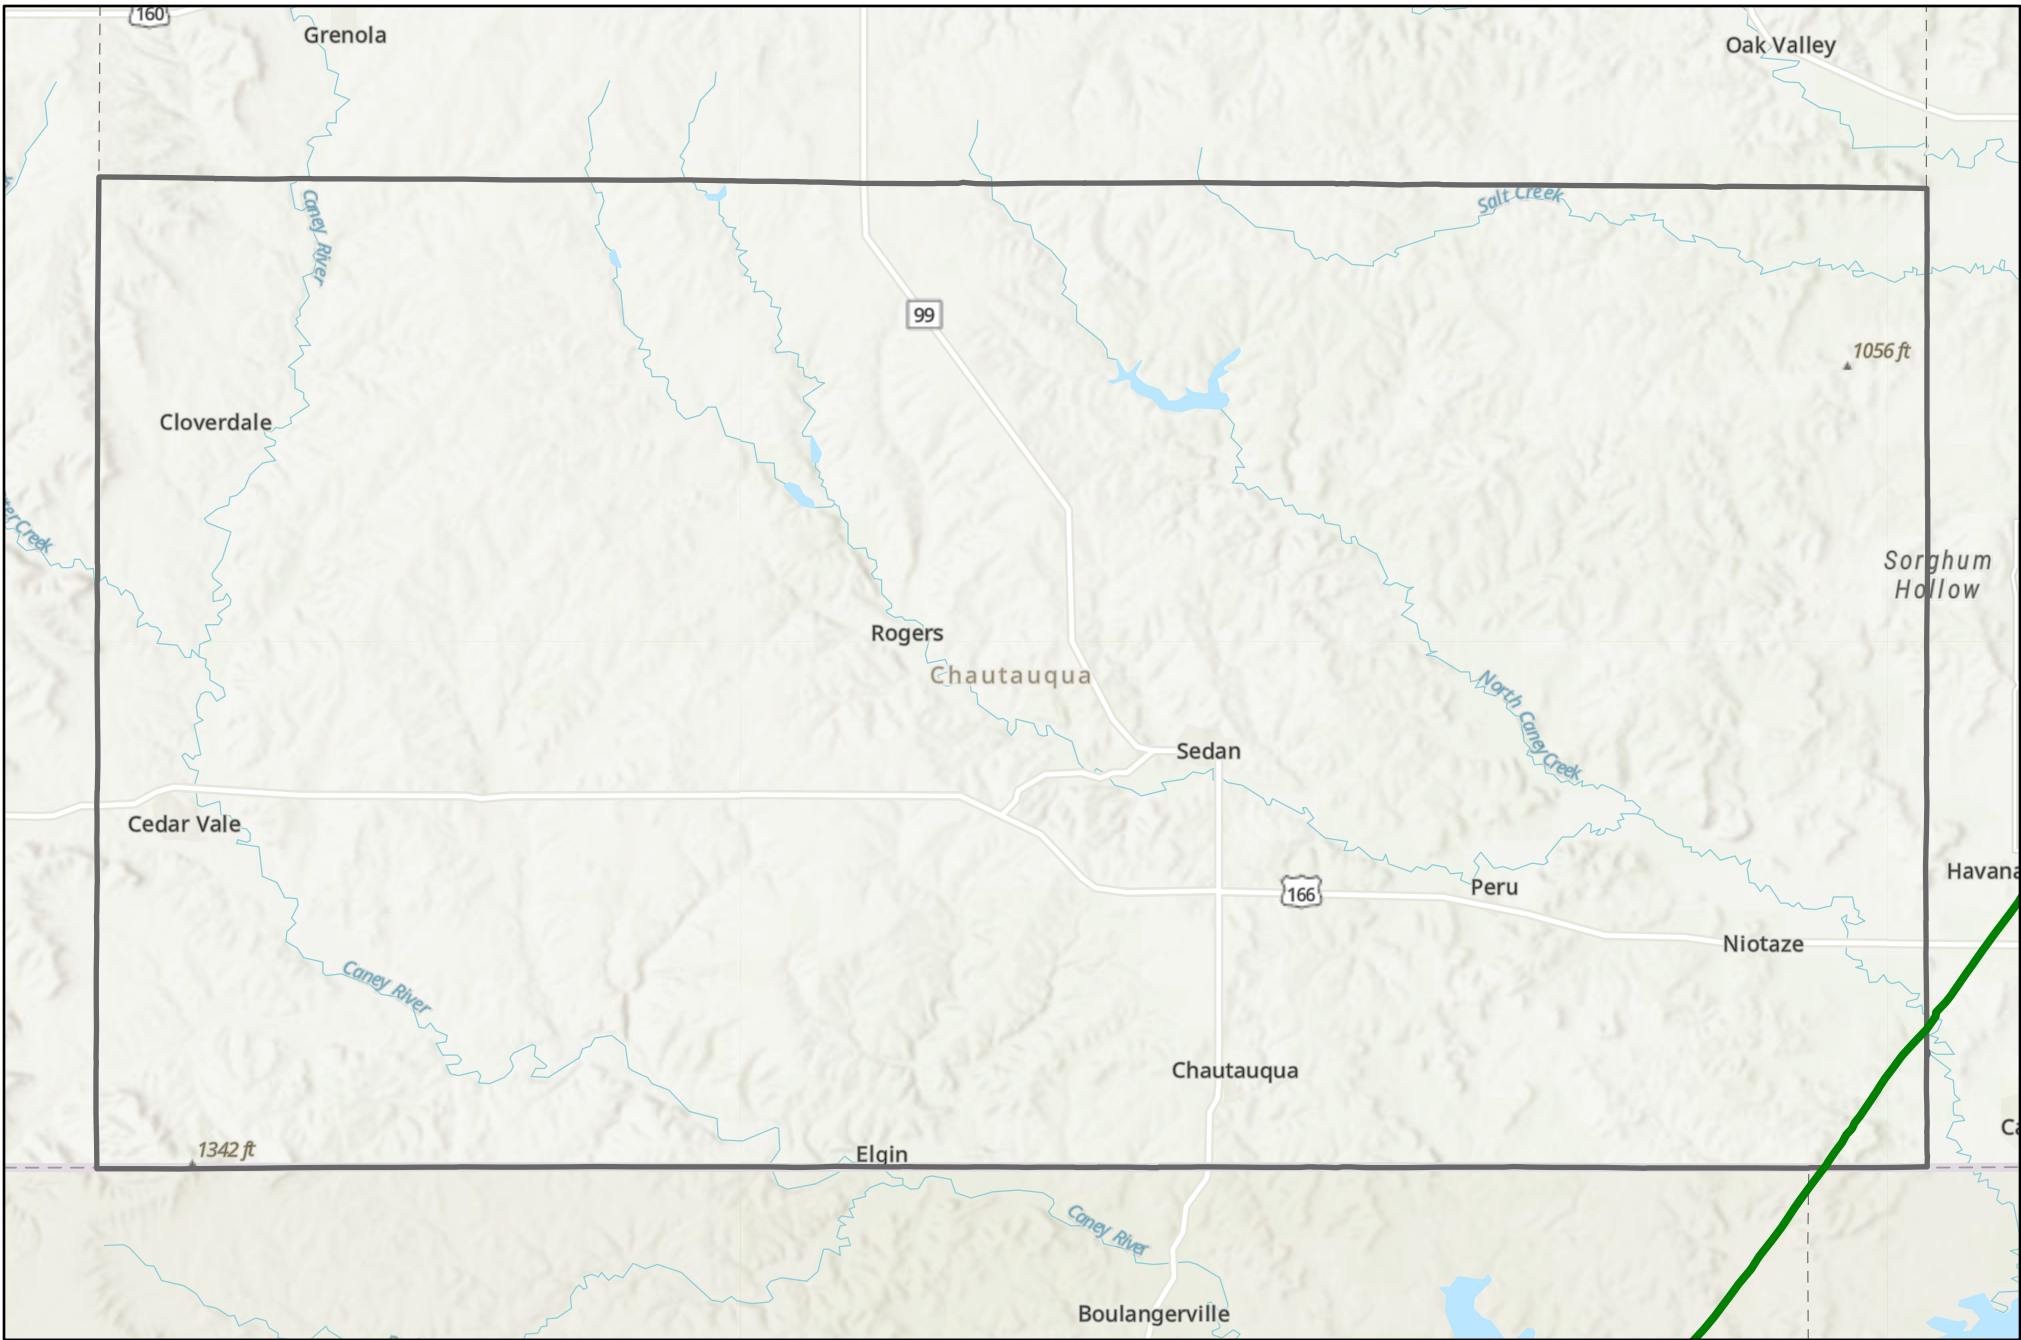 160
Grenola
Oak Valley
Caney River
Salt Creek
99
1056 ft
Cloverdale
Creek
Sorghum
Hollow
Rogers
Chautauqua
North Caney Creek
Sedan
Cedar Vale
Havana
Peru
166
Niotaze
Caney River
Chautauqua
1342 ft
Elgin
Caney River
Boulangerville